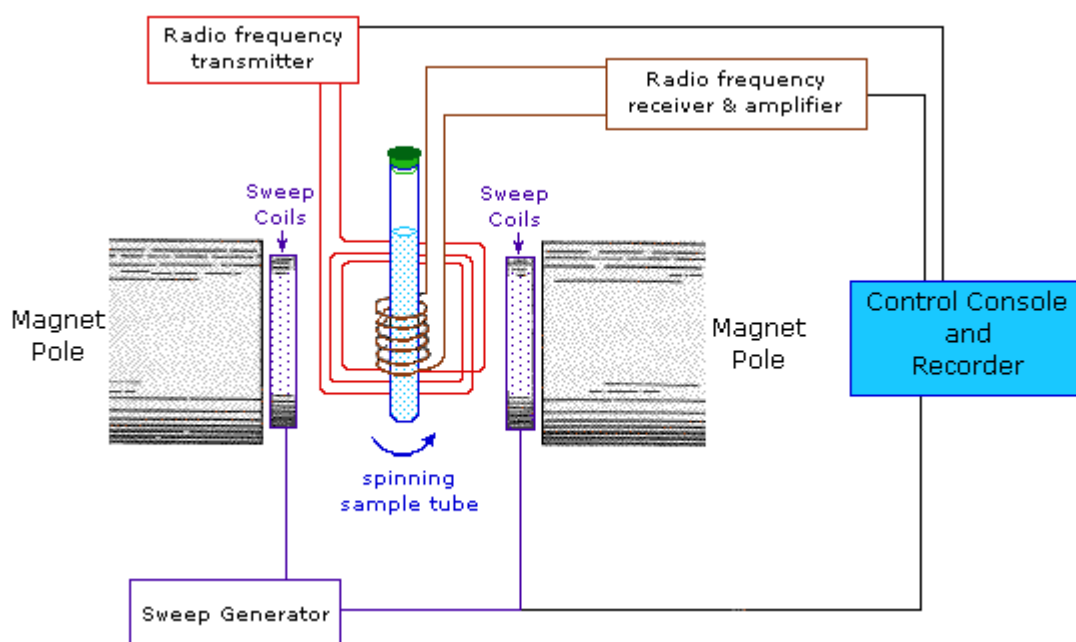 Radio frequency
transmitter
Radio frequency
receiver & amplifier
Sweep
Coils
Sweep
Coils
Magnet
Pole
Magnet
Pole
Control Console
and
Recorder
spinning
sample tube
Sweep Generator